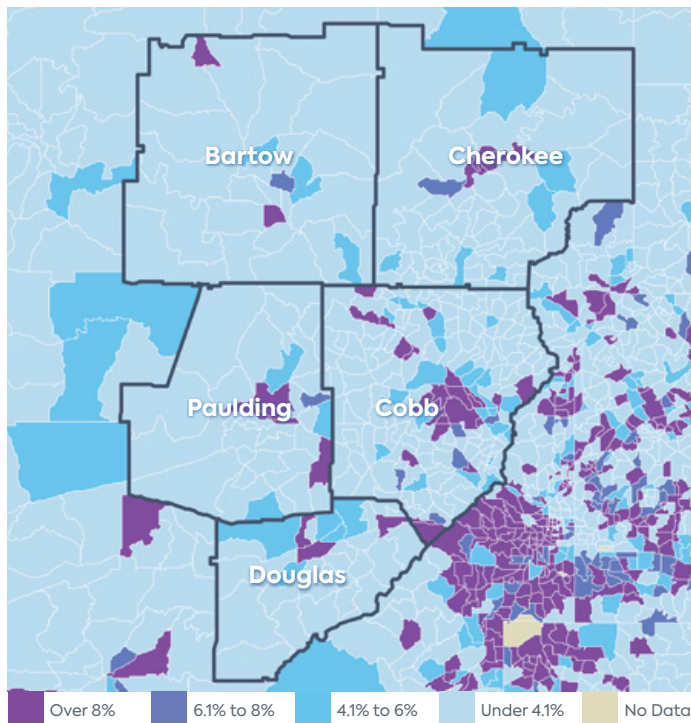 Bartow
Cherokee
Paulding
Cobb
Douglas
Over 8%
6.1% to 8%
4.1% to 6%
Under 4.1%
No Data